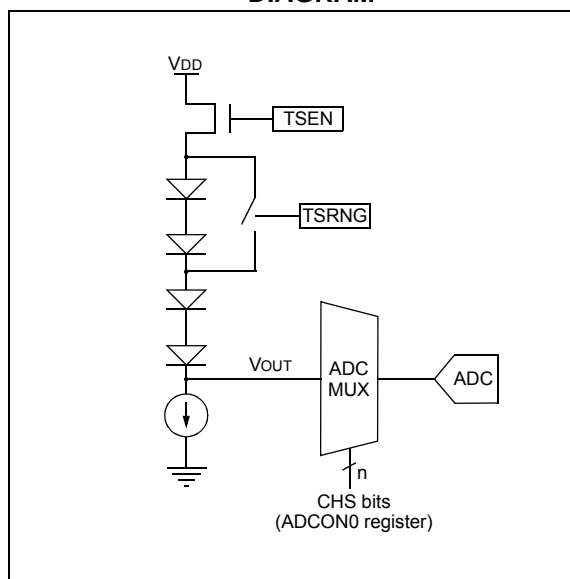 DIAGRAM
VDD
TSEN
TSRNG
VOUT
ADC
MUX
ADC
n
CHS bits
(ADCON0 register)